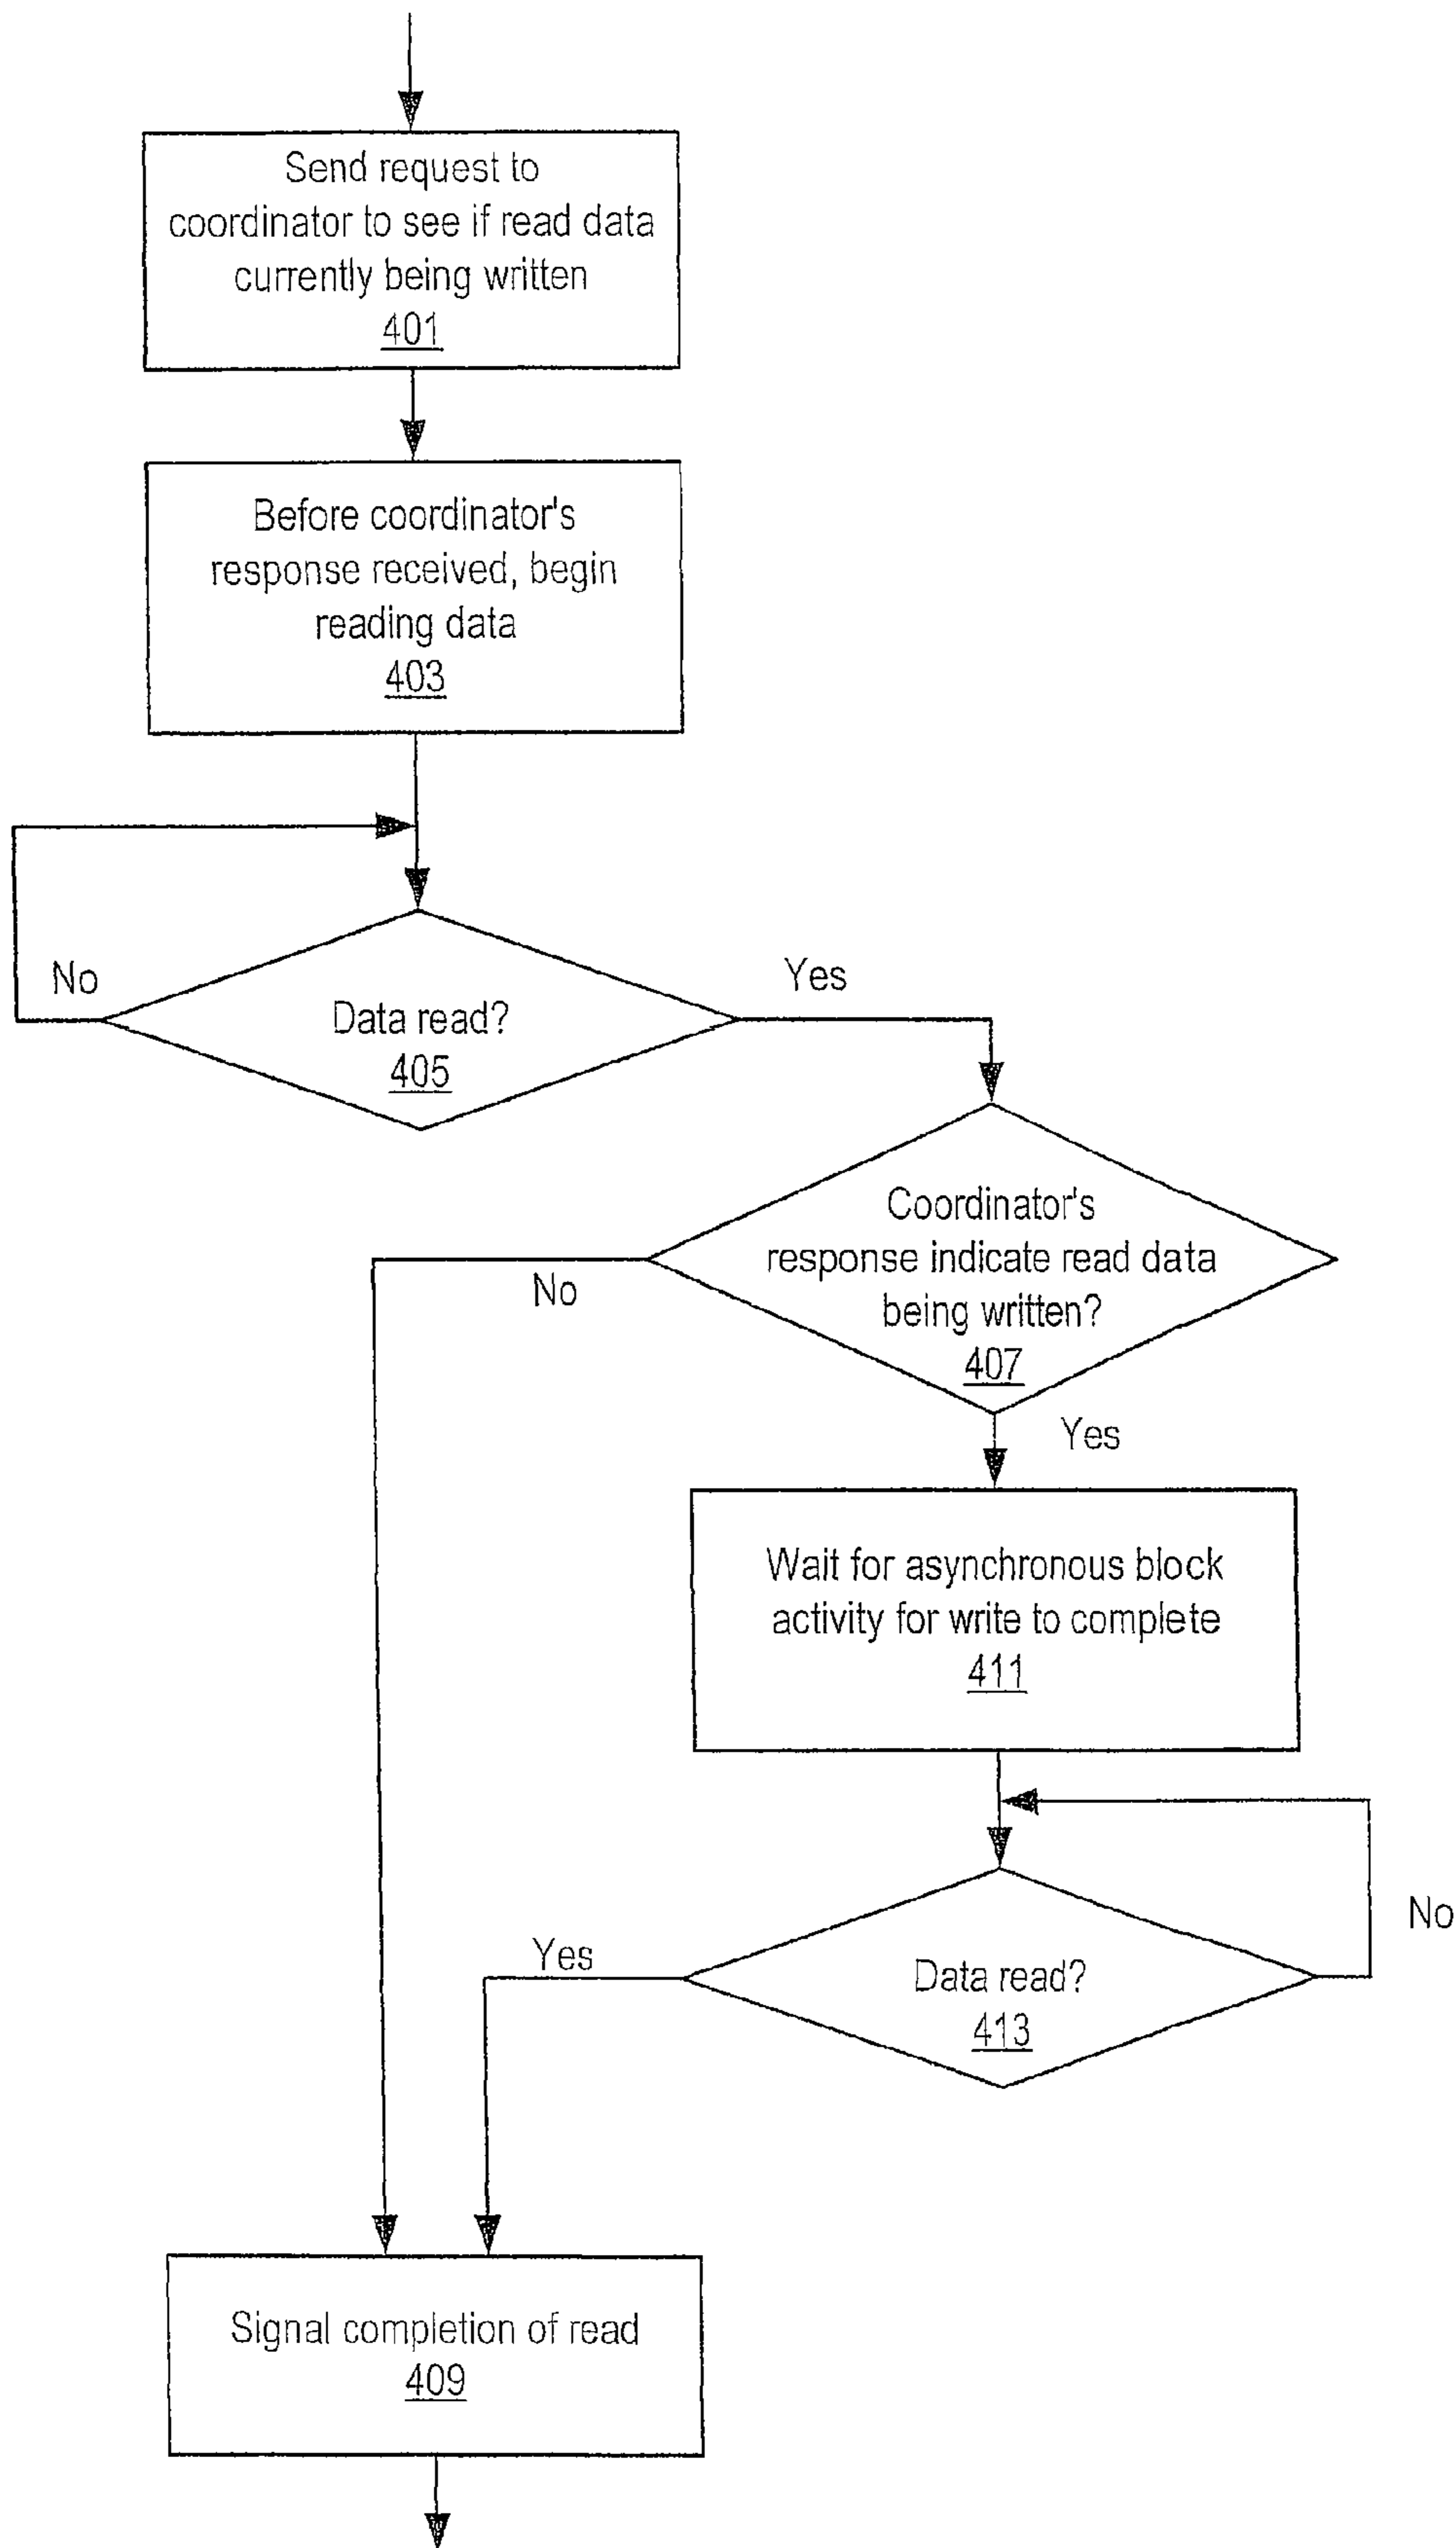 Send request to
coordinator to see if read data
currently being written
401
Before coordinator's
response received, begin
reading data
403
No
Yes
Data read?
405
Coordinator's
response indicate read data
being written?
407
No
Yes
Wait for asynchronous block
activity for write to complete
411
No
Yes
Data read?
413
Signal completion of read
409